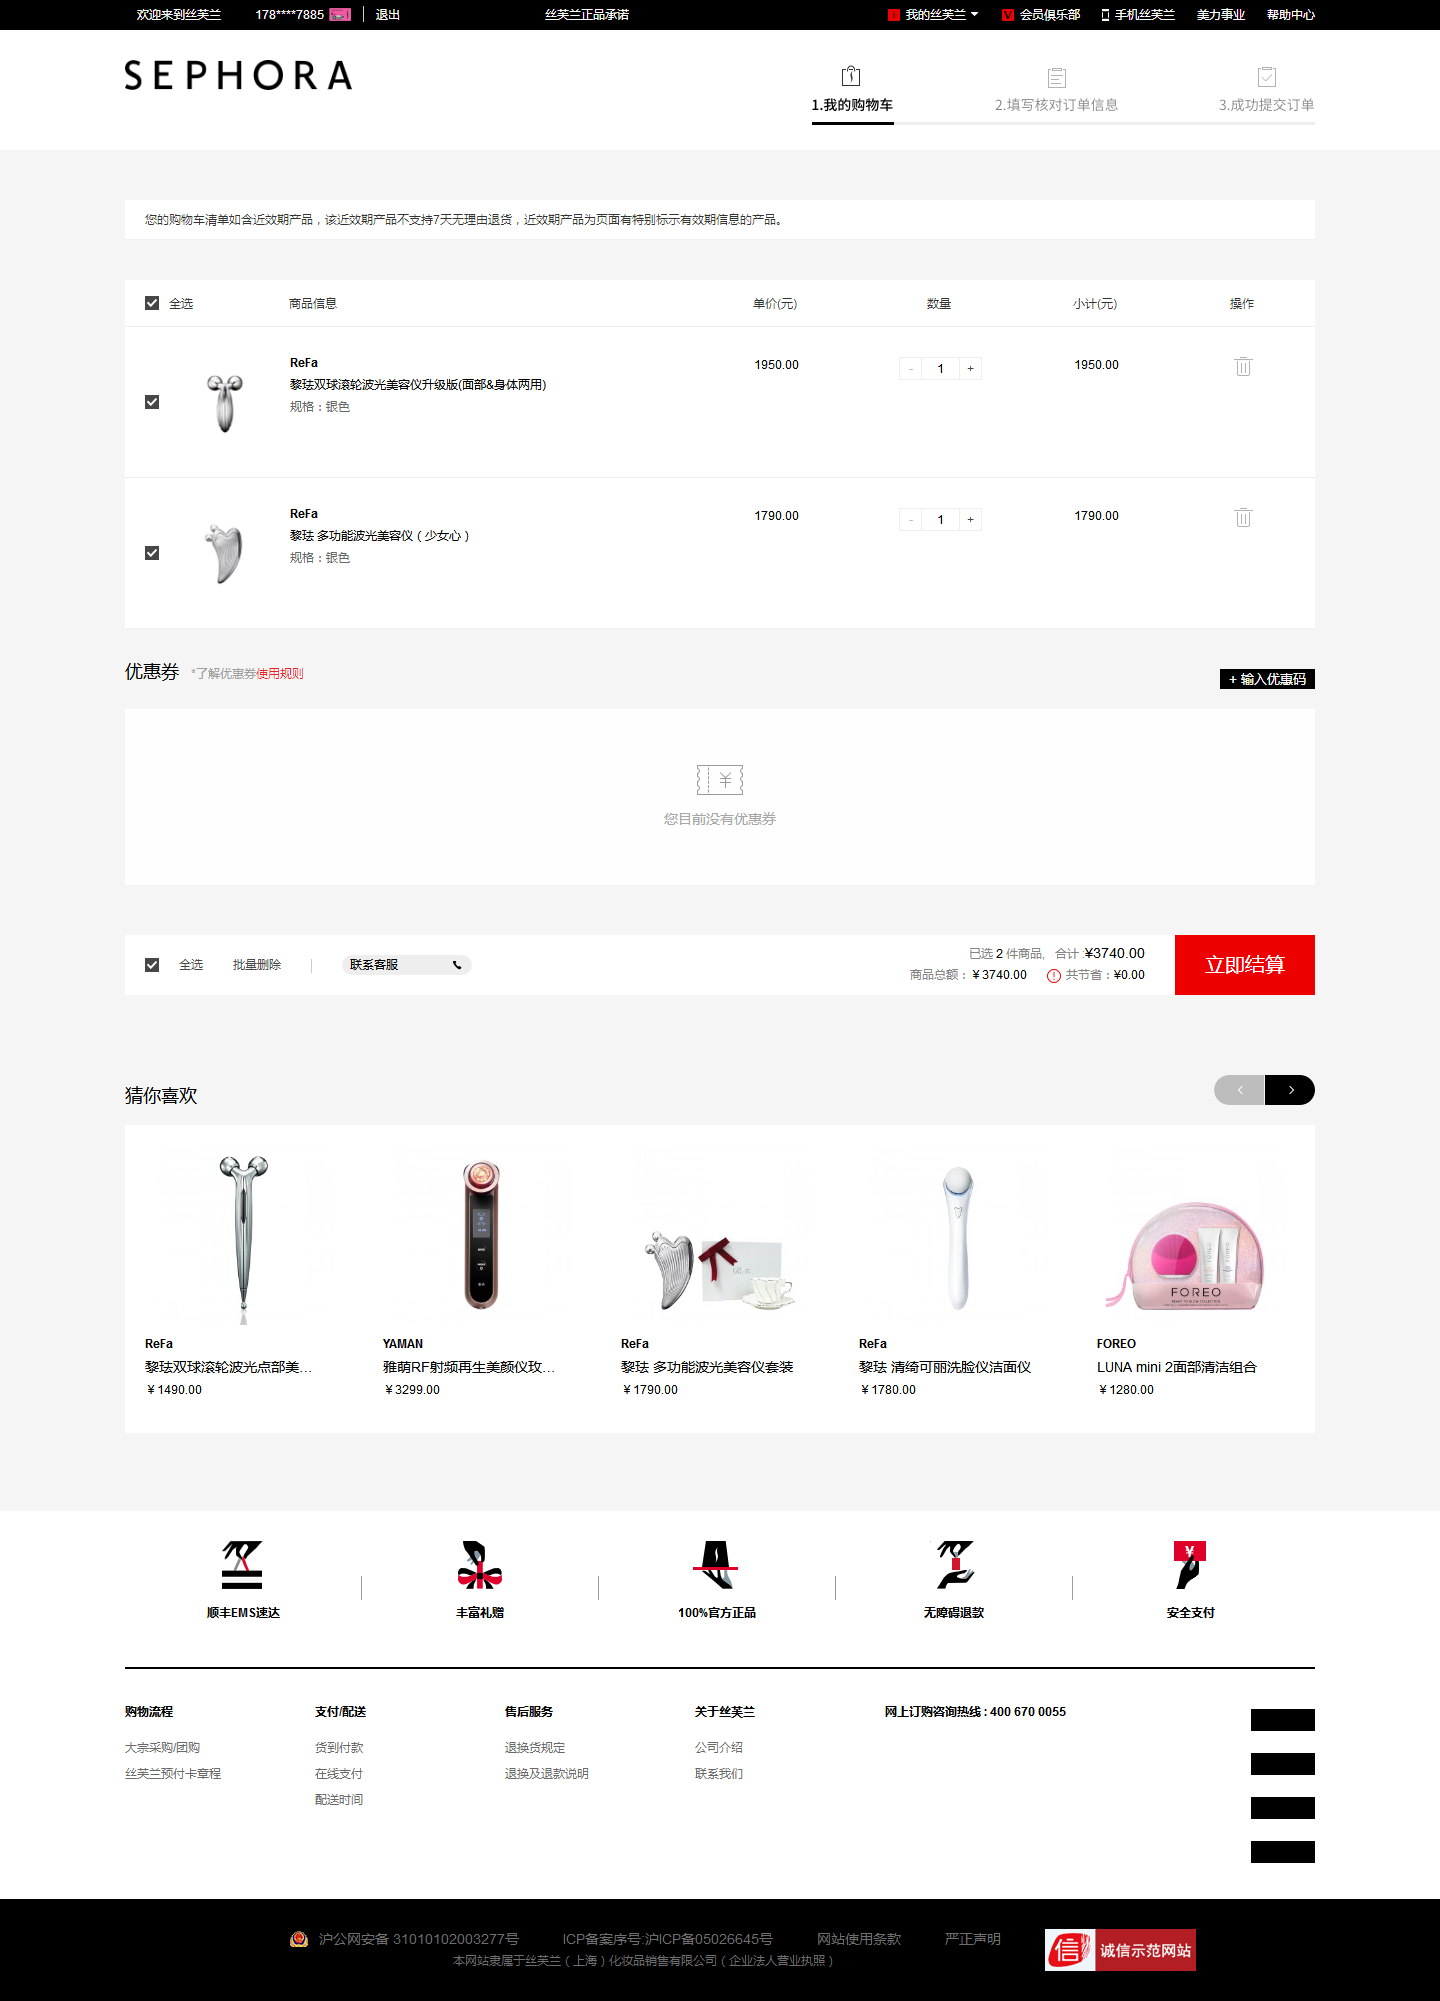 欢迎来到丝芙兰 178****7885 退出 丝芙兰正品承诺 我的丝芙兰 会员俱乐部 手机丝芙兰 美力事业 帮助中心
SEPHORA
1.我的购物车 2.填写核对订单信息 3.成功提交订单
您的购物车清单如含近效期产品，该近效期产品不支持7天无理由退货，近效期产品为页面有特别标示有效期信息的产品。
全选 商品信息 单价(元) 数量 小计(元) 操作
ReFa
黎珐双球滚轮波光美容仪升级版(面部&身体两用)
规格：银色
1950.00 - 1 + 1950.00
ReFa
黎珐 多功能波光美容仪（少女心）
规格：银色
1790.00 - 1 + 1790.00
优惠券 *了解优惠券使用规则
+ 输入优惠码
您目前没有优惠券
全选 批量删除 联系客服
已选 2 件商品， 合计 :¥3740.00
商品总额：￥3740.00 共节省：¥0.00
立即结算
猜你喜欢
ReFa
黎珐双球滚轮波光点部美...
￥1490.00
YAMAN
雅萌RF射频再生美颜仪玫...
￥3299.00
ReFa
黎珐 多功能波光美容仪套装
￥1790.00
ReFa
黎珐 清绮可丽洗脸仪洁面仪
￥1780.00
FOREO
FOREO
LUNA mini 2面部清洁组合
￥1280.00
顺丰EMS速达 丰富礼赠 100%官方正品 无障碍退款 安全支付
购物流程
大宗采购/团购
丝芙兰预付卡章程
支付/配送
货到付款
在线支付
配送时间
售后服务
退换货规定
退换及退款说明
关于丝芙兰
公司介绍
联系我们
网上订购咨询热线 : 400 670 0055
沪公网安备 31010102003277号 ICP备案序号:沪ICP备05026645号 网站使用条款 严正声明
本网站隶属于丝芙兰（上海）化妆品销售有限公司（企业法人营业执照）
信 诚信示范网站